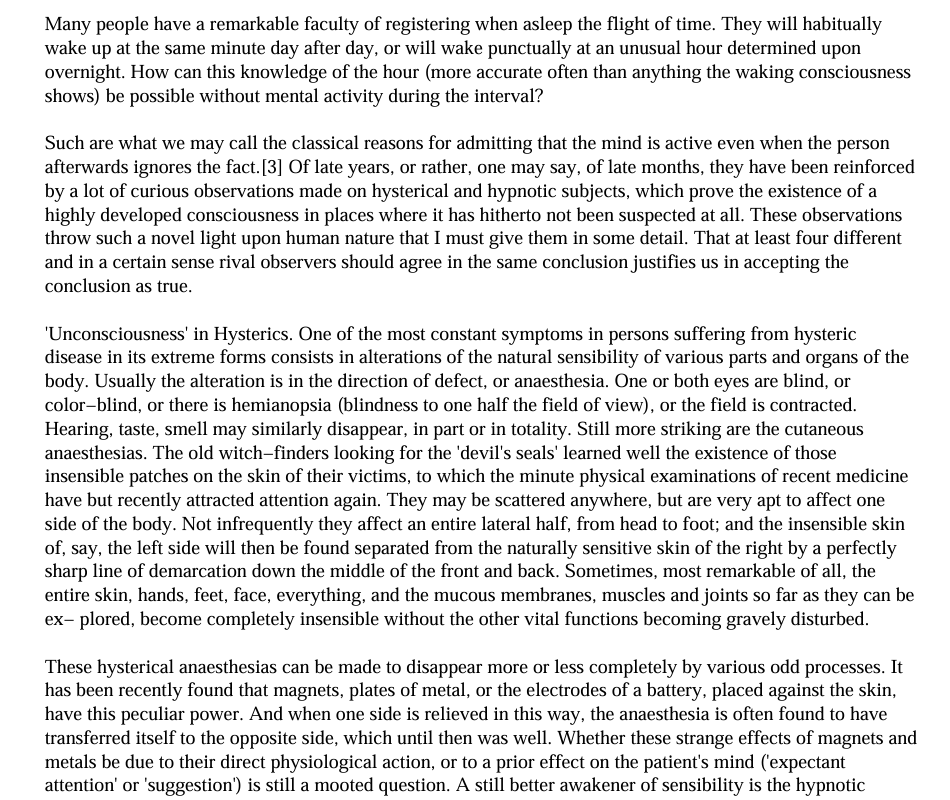 Many people have a remarkable faculty of registering when asleep the flight of time. They will habitually
wake up at the same minute day after day, or will wake punctually at an unusual hour determined upon
overnight. How can this knowledge of the hour (more accurate often than anything the waking consciousness
shows) be possible without mental activity during the interval?
Such are what we may call the classical reasons for admitting that the mind is active even when the person
afterwards ignores the fact.[3] Of late years, or rather, one may say, of late months, they have been reinforced
by a lot of curious observations made on hysterical and hypnotic subjects, which prove the existence of a
highly developed consciousness in places where it has hitherto not been suspected at all. These observations
throw such a novel light upon human nature that I must give them in some detail. That at least four different
and in a certain sense rival observers should agree in the same conclusion justifies us in accepting the
conclusion as true.
'Unconsciousness' in Hysterics. One of the most constant symptoms in persons suffering from hysteric
disease in its extreme forms consists in alterations of the natural sensibility of various parts and organs of the
body. Usually the alteration is in the direction of defect, or anaesthesia. One or both eyes are blind, or
color−blind, or there is hemianopsia (blindness to one half the field of view), or the field is contracted.
Hearing, taste, smell may similarly disappear, in part or in totality. Still more striking are the cutaneous
anaesthesias. The old witch−finders looking for the 'devil's seals' learned well the existence of those
insensible patches on the skin of their victims, to which the minute physical examinations of recent medicine
have but recently attracted attention again. They may be scattered anywhere, but are very apt to affect one
side of the body. Not infrequently they affect an entire lateral half, from head to foot; and the insensible skin
of, say, the left side will then be found separated from the naturally sensitive skin of the right by a perfectly
sharp line of demarcation down the middle of the front and back. Sometimes, most remarkable of all, the
entire skin, hands, feet, face, everything, and the mucous membranes, muscles and joints so far as they can be
ex− plored, become completely insensible without the other vital functions becoming gravely disturbed.
These hysterical anaesthesias can be made to disappear more or less completely by various odd processes. It
has been recently found that magnets, plates of metal, or the electrodes of a battery, placed against the skin,
have this peculiar power. And when one side is relieved in this way, the anaesthesia is often found to have
transferred itself to the opposite side, which until then was well. Whether these strange effects of magnets and
metals be due to their direct physiological action, or to a prior effect on the patient's mind ('expectant
attention' or 'suggestion') is still a mooted question. A still better awakener of sensibility is the hypnotic